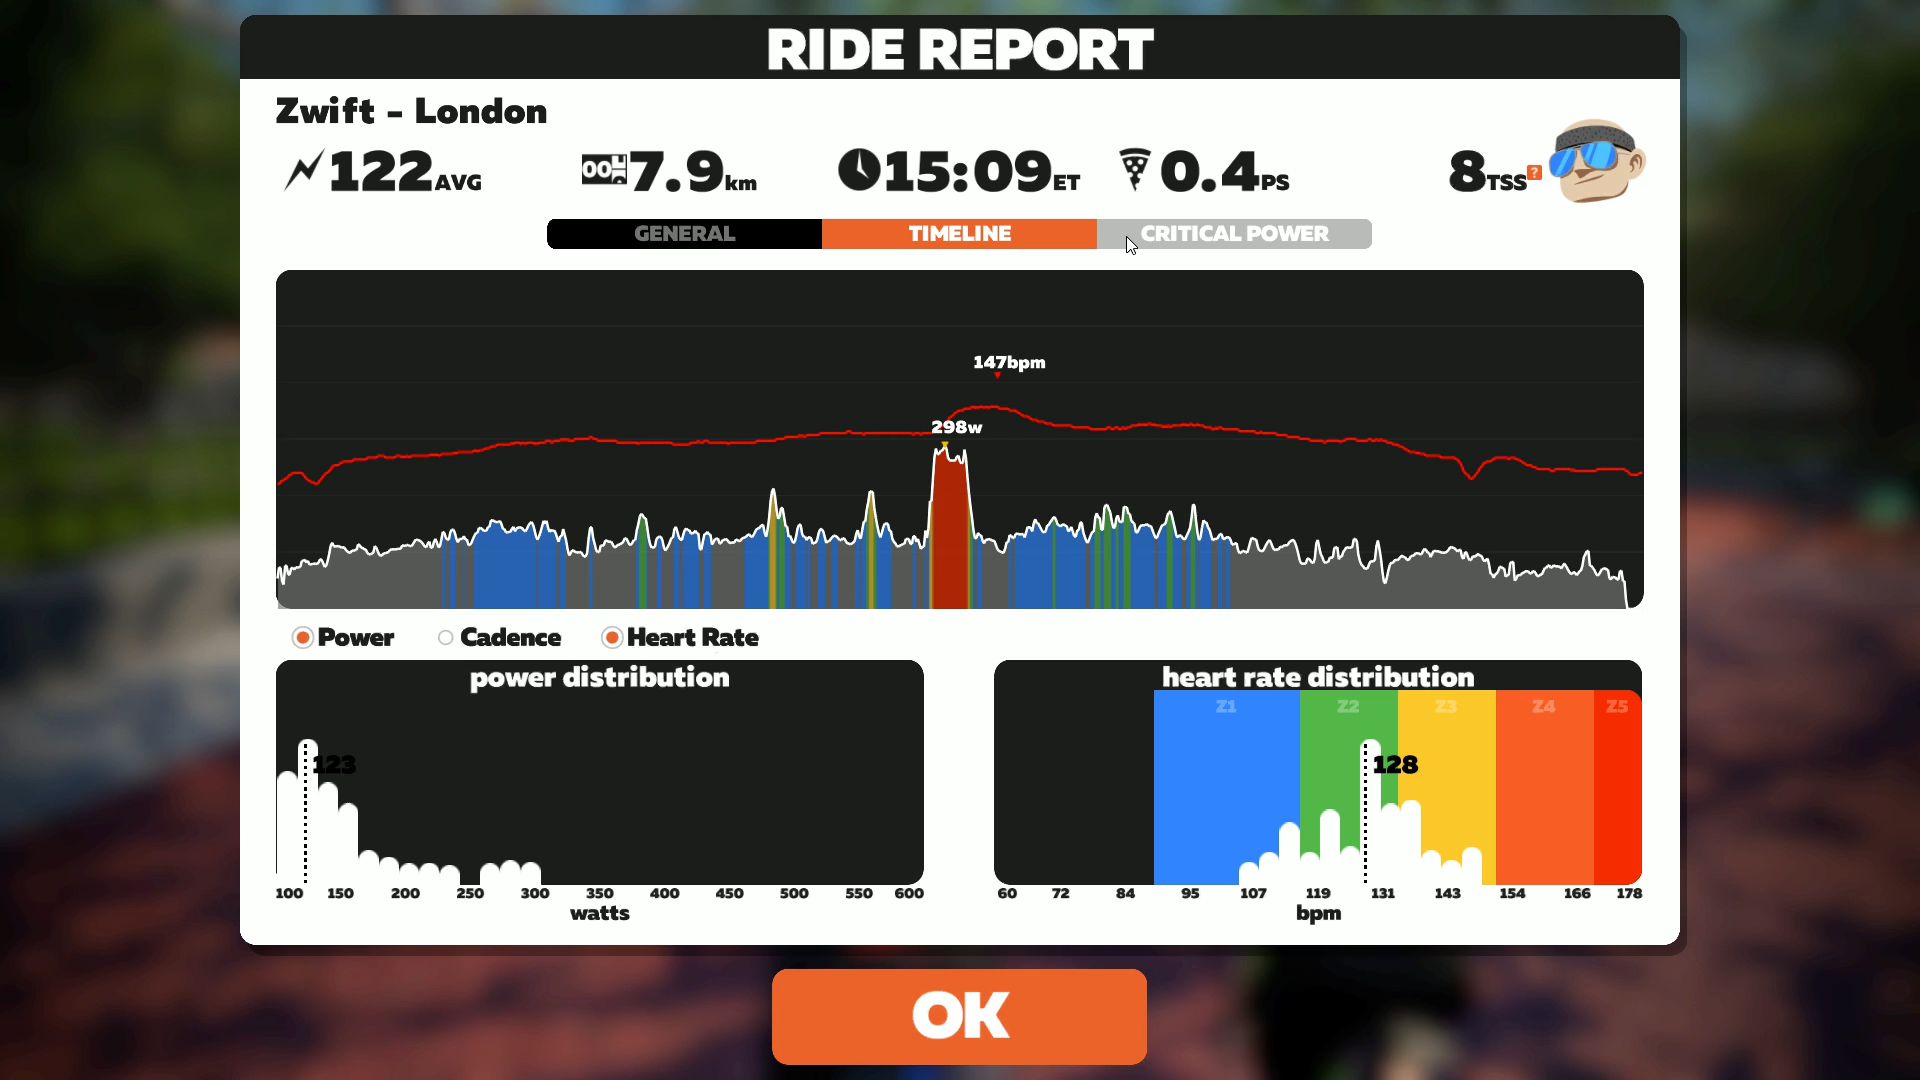 RIDE REPORT
Zwift - London
122AVG 7.9km 15:09ET 0.4PS 8TSS ?
GENERAL TIMELINE CRITICAL POWER
147bpm
298w
Power Cadence Heart Rate
power distribution
123
100 150 200 250 300 350 400 450 500 550 600
watts
heart rate distribution
Z1 Z2 Z3 Z4 Z5
128
60 72 84 95 107 119 131 143 154 166 178
bpm
OK